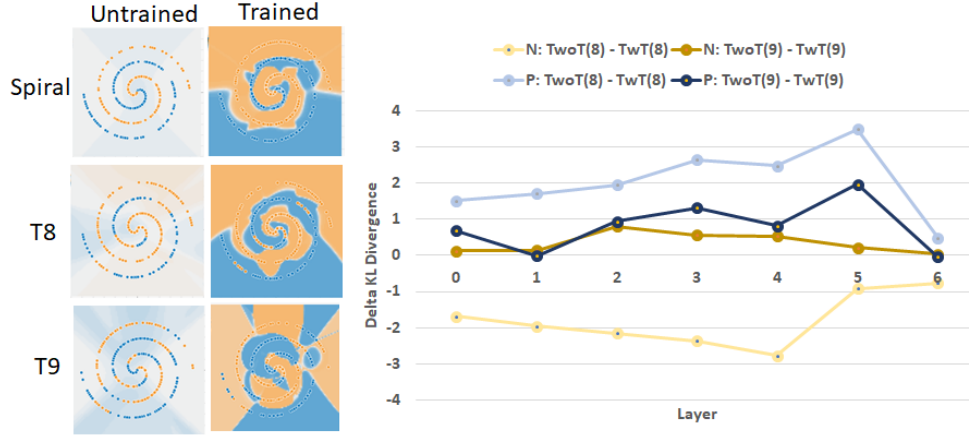 Untrained Trained
Spiral
T8
T9
N: TwoT(8) - TwT(8) N: TwoT(9) - TwT(9)
P: TwoT(8) - TwT(8) P: TwoT(9) - TwT(9)
4
3
2
1
0
-1
-2
-3
-4
Delta KL Divergence
0 1 2 3 4 5 6
Layer